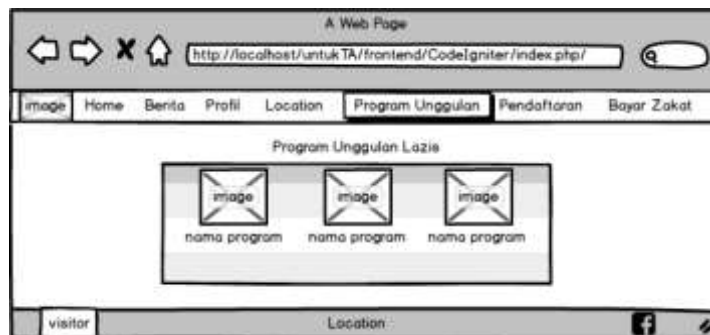 A Web Page
http://localhost/untukTA/frontend/CodeIgniter/index.php/
image Home Berita Profil Location Program Unggulan Pendaftaran Bayar Zakat
Program Unggulan Lazis
image image image
nama program nama program nama program
visitor Location